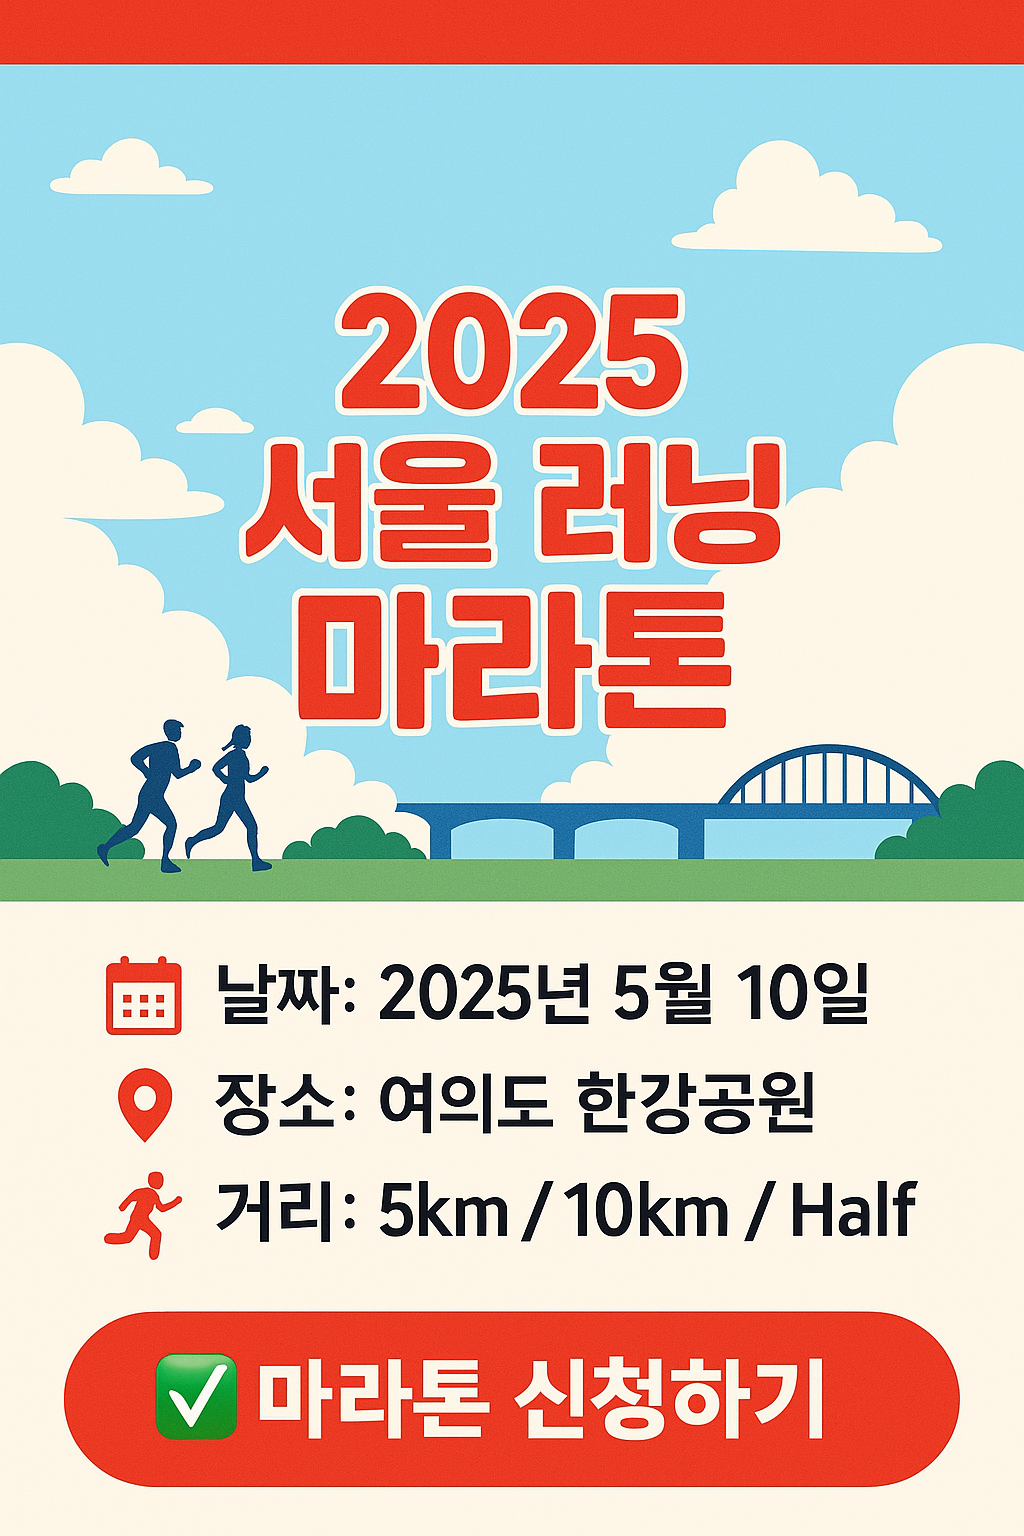 2025
서울 러닝
마라톤
날짜: 2025년 5월 10일
장소: 여의도 한강공원
거리: 5km / 10km / Half
✅ 마라톤 신청하기